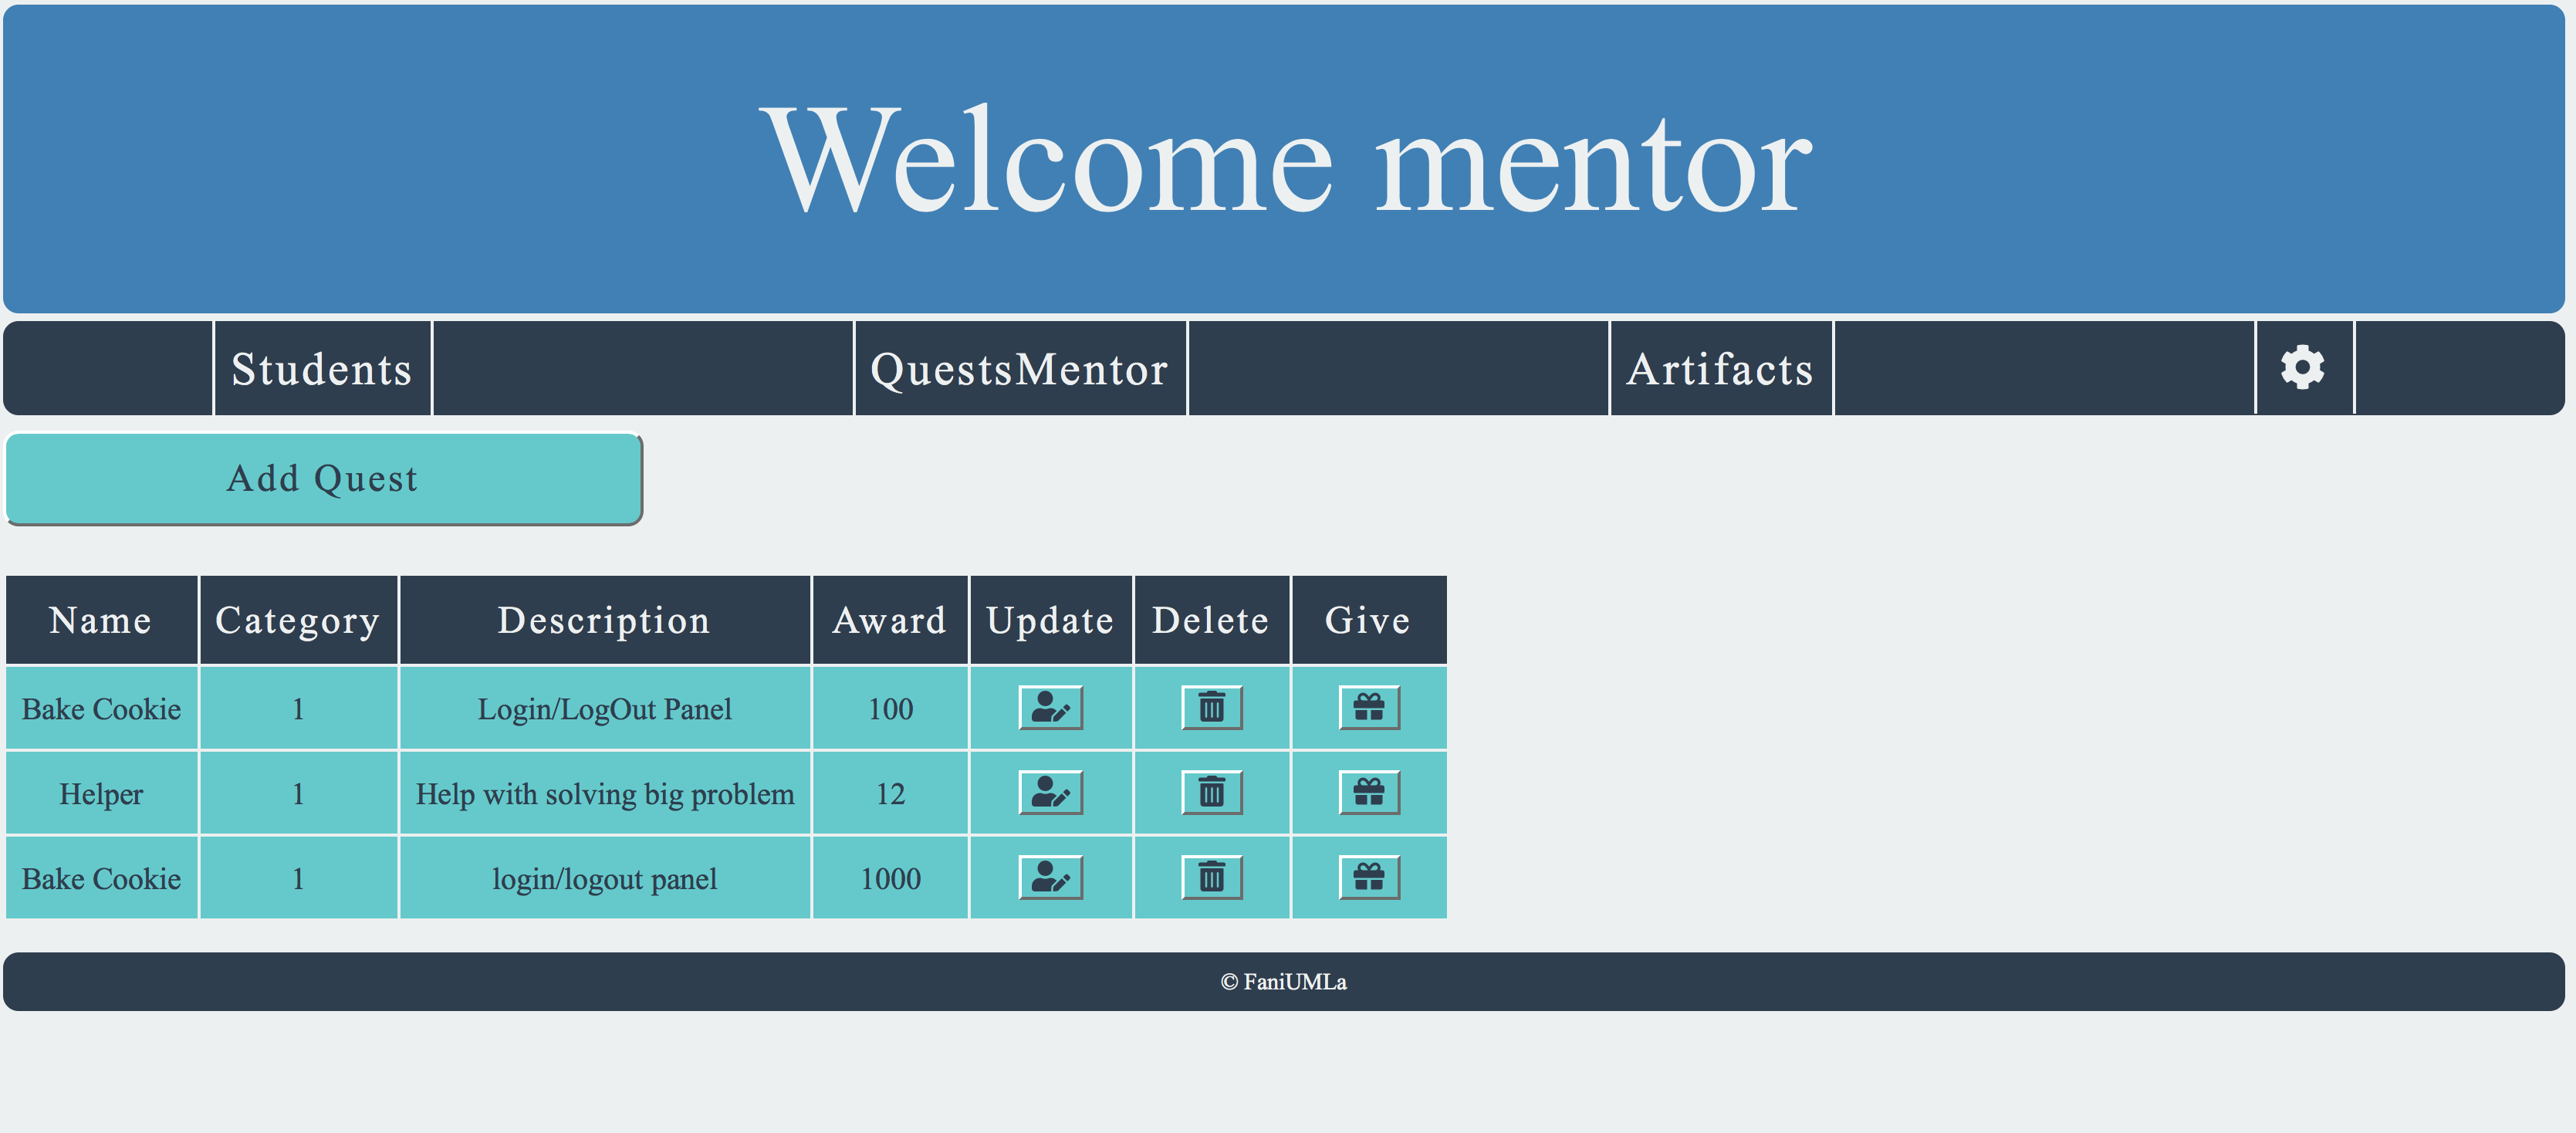 Welcome mentor
Students QuestsMentor Artifacts
Add Quest
Name Category Description Award Update Delete Give
Bake Cookie 1 Login/LogOut Panel 100
Helper 1 Help with solving big problem 12
Bake Cookie 1 login/logout panel 1000
© FaniUMLa